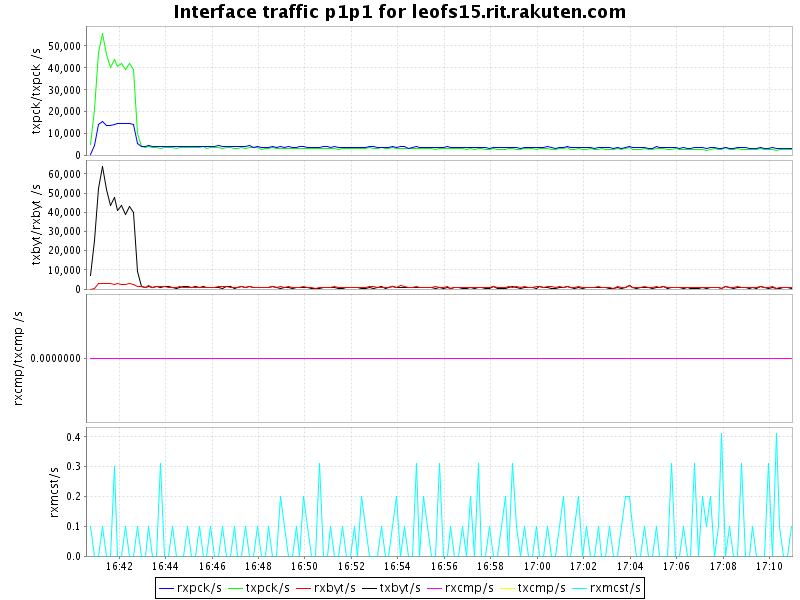 Interface traffic p1p1 for leofs15.rit.rakuten.com
txpck/txpck /s
50,000
40,000
30,000
20,000
10,000
0
txbyt/rxbyt /s
60,000
50,000
40,000
30,000
20,000
10,000
0
rxcmp/txcmp /s
0.0000000
rxmcst/s
0.4
0.3
0.2
0.1
0.0
16:42 16:44 16:46 16:48 16:50 16:52 16:54 16:56 16:58 17:00 17:02 17:04 17:06 17:08 17:10
rxpck/s txpck/s rxbyt/s txbyt/s rxcmp/s txcmp/s rxmcst/s